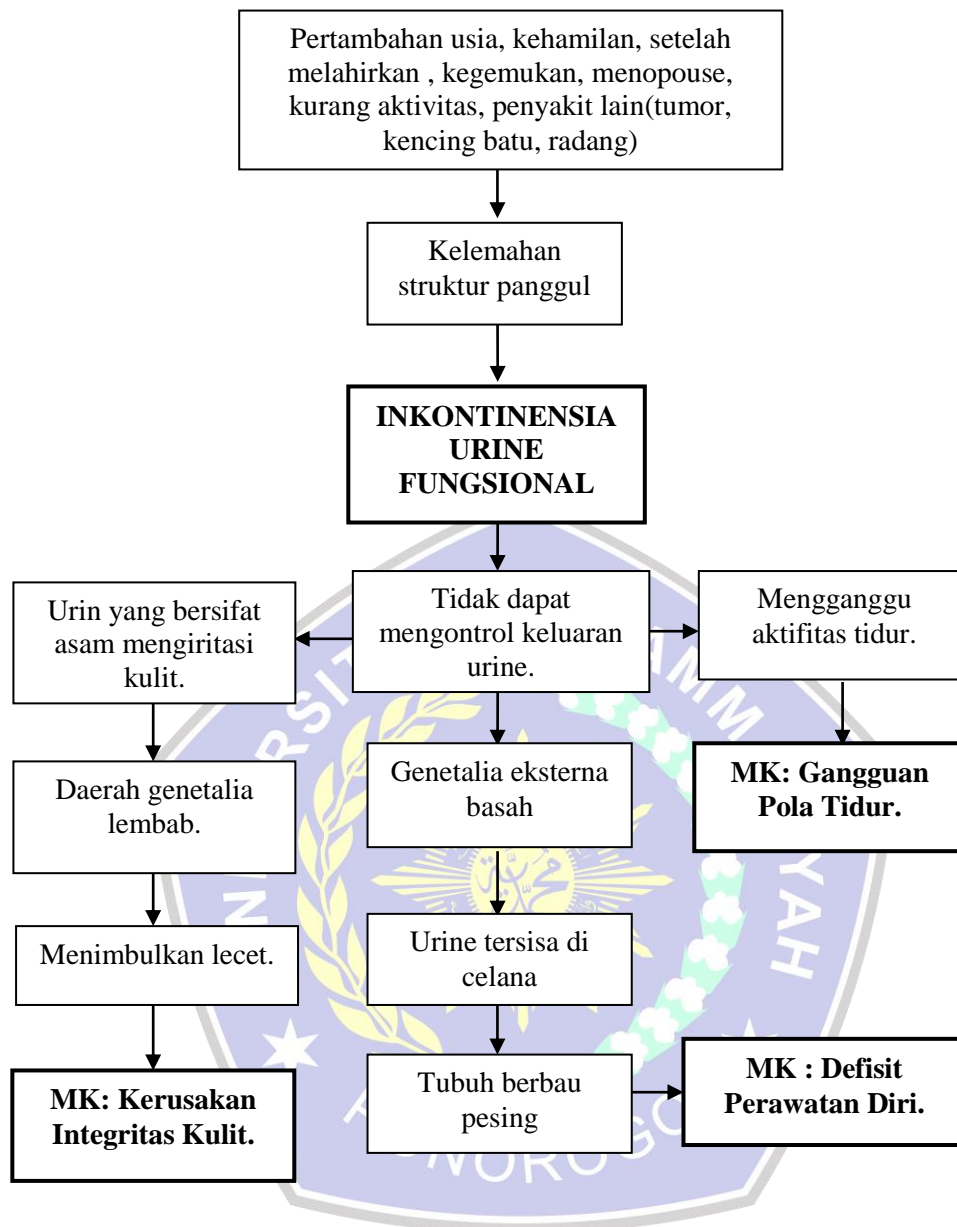 Pertambahan usia, kehamilan, setelah
melahirkan , kegemukan, menopouse,
kurang aktivitas, penyakit lain(tumor,
kencing batu, radang)
Kelemahan
struktur panggul
INKONTINENSIA
URINE
FUNGSIONAL
Urin yang bersifat
asam mengiritasi
kulit.
Tidak dapat
mengontrol keluaran
urine.
Mengganggu
aktifitas tidur.
Daerah genetalia
lembab.
Genetalia eksterna
basah
MK: Gangguan
Pola Tidur.
Menimbulkan lecet.
Urine tersisa di
celana
MK: Kerusakan
Integritas Kulit.
Tubuh berbau
pesing
MK : Defisit
Perawatan Diri.